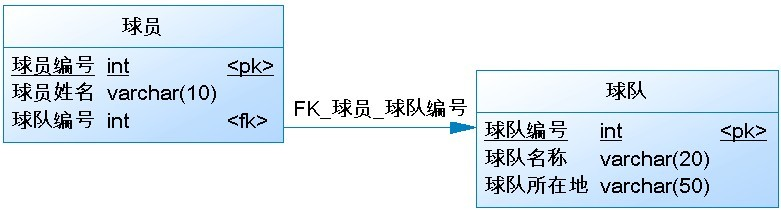 球员
球员编号 int <pk>
球员姓名 varchar(10)
球队编号 int <fk>
FK_球员_球队编号
球队
球队编号 int <pk>
球队名称 varchar(20)
球队所在地 varchar(50)